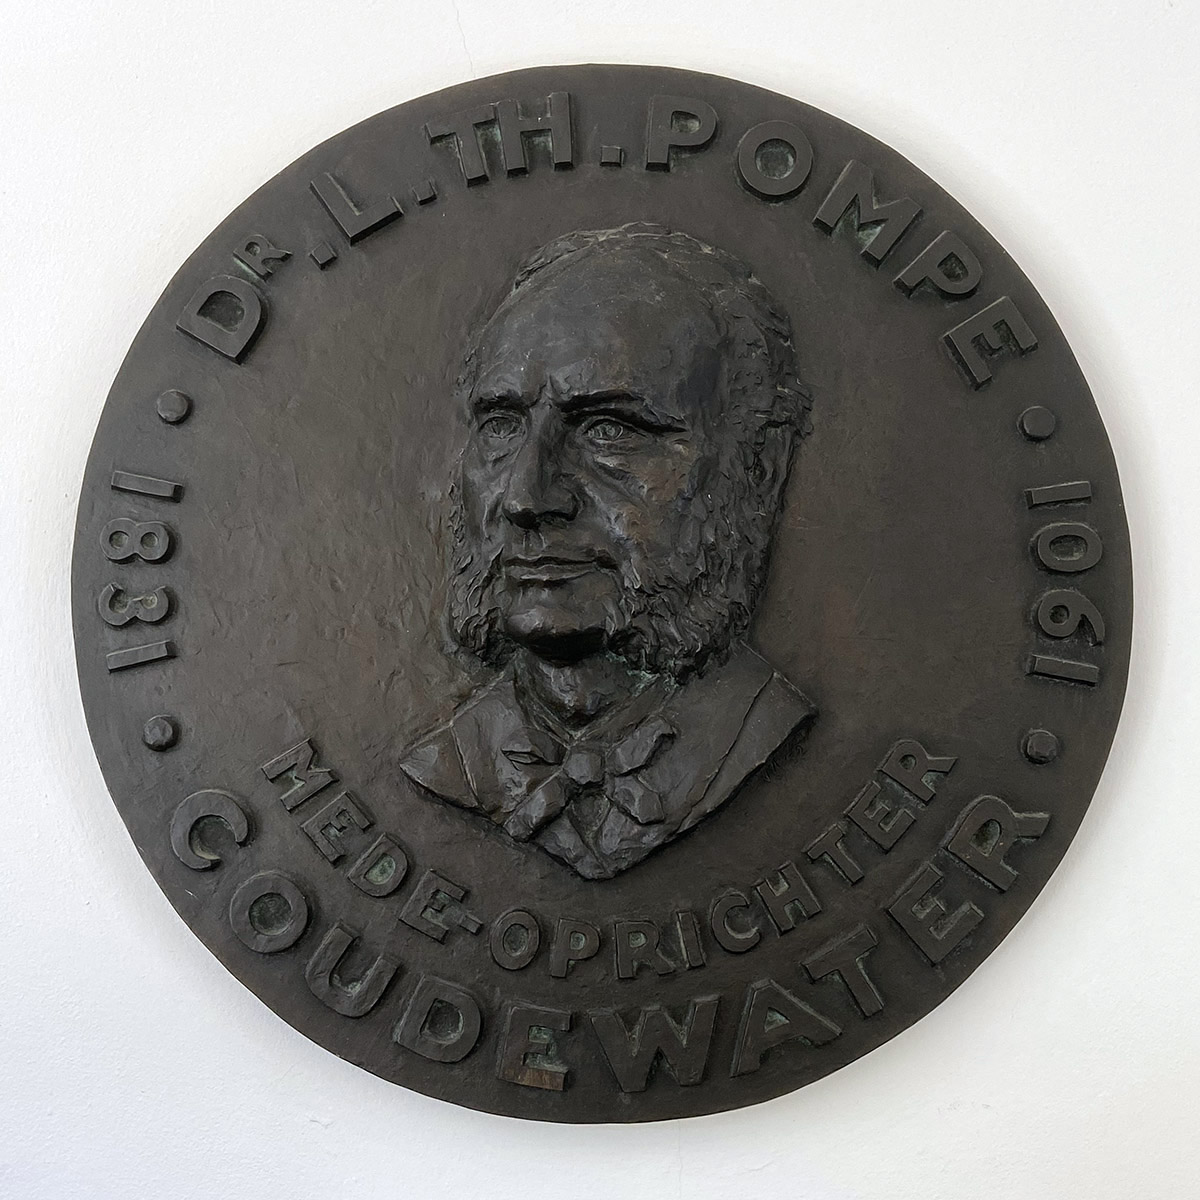 DR. L. TH. POMPE
1831 · 1901
MEDE-OPRICHTER
COUDEWATER